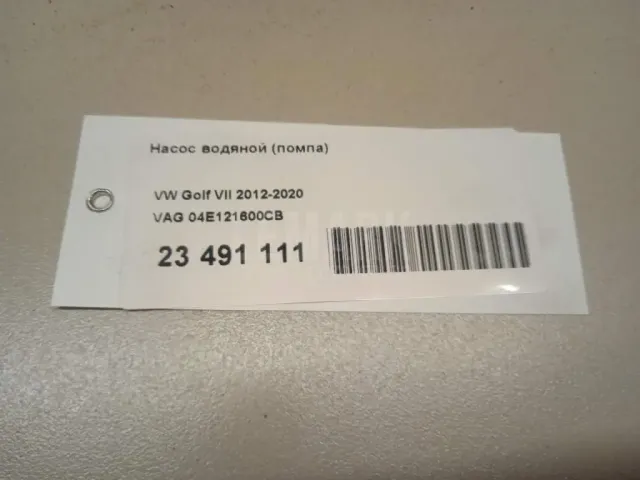 Насос водяной (помпа)
VW Golf VII 2012-2020
VAG 04E121600CB
23 491 111